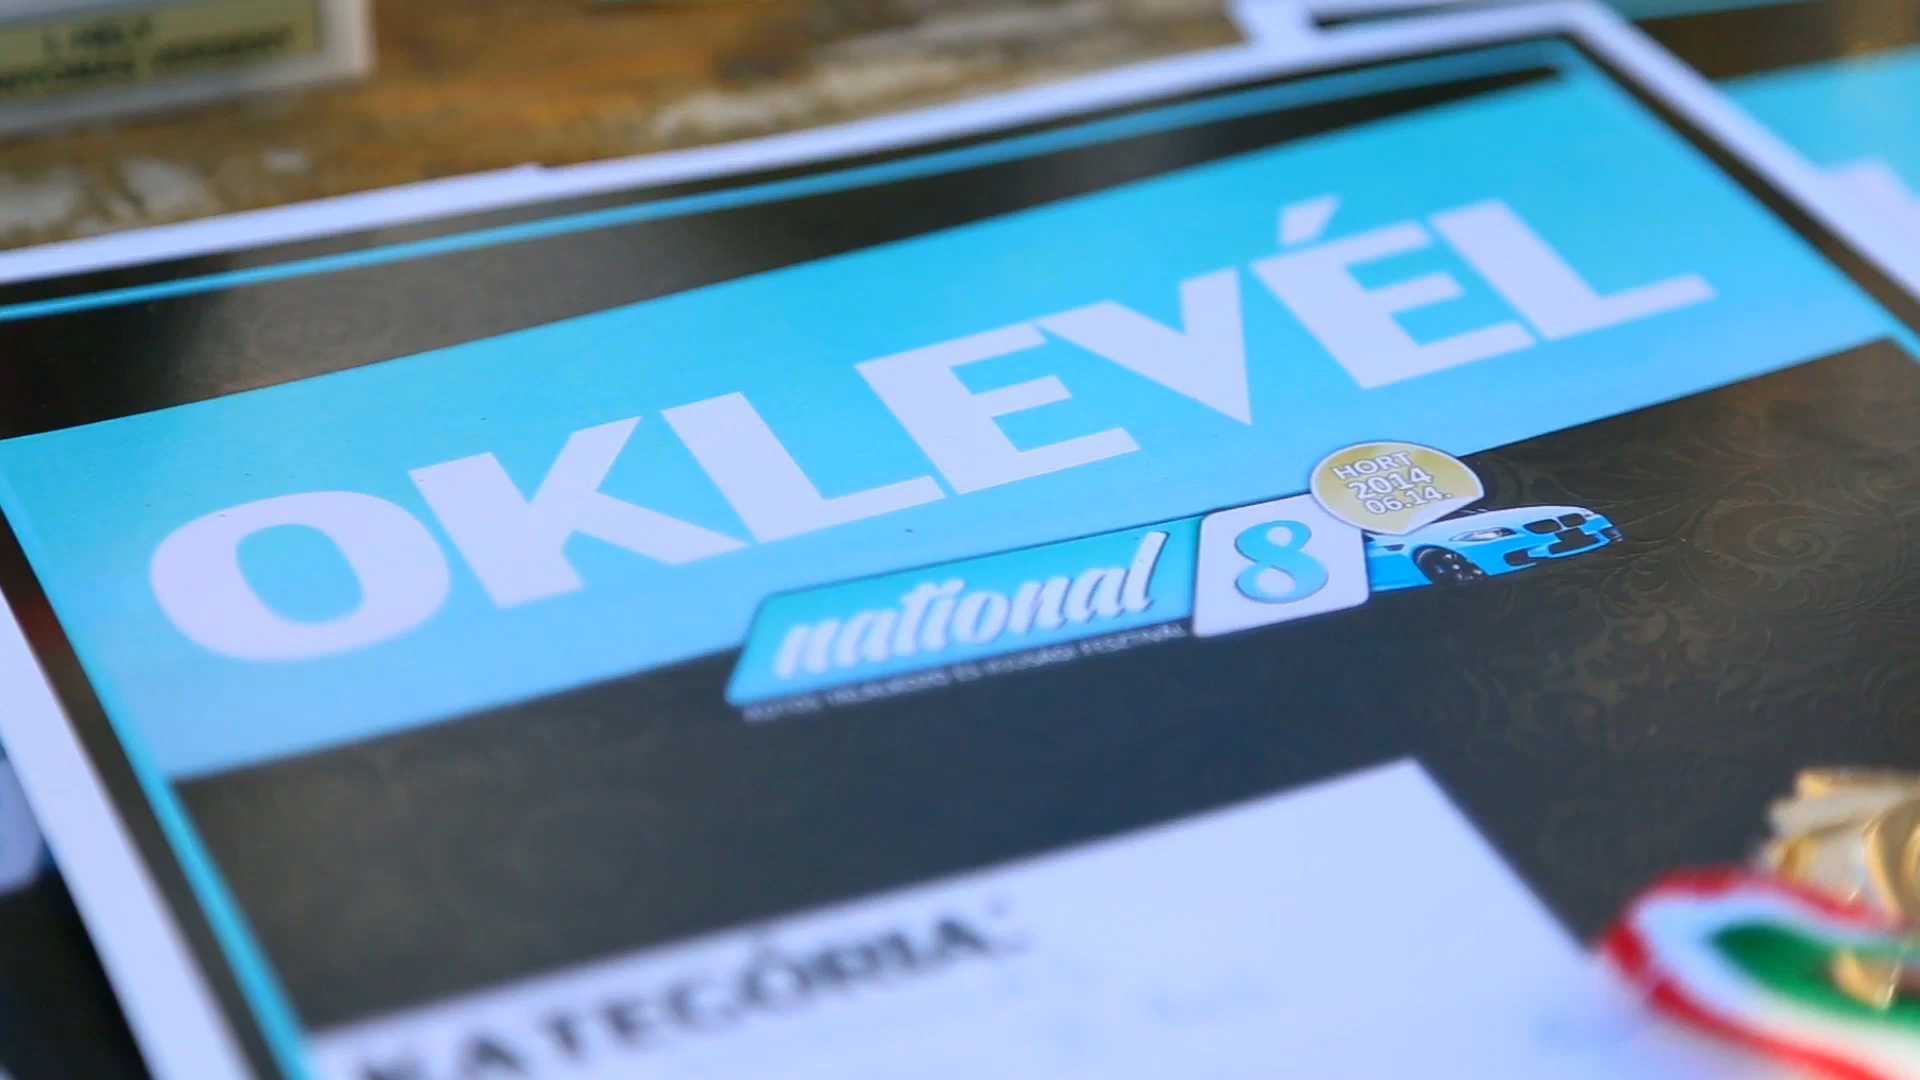 OKLEVÉL
HORT
2014
06.14.
national 8
KATEGÓRIA: